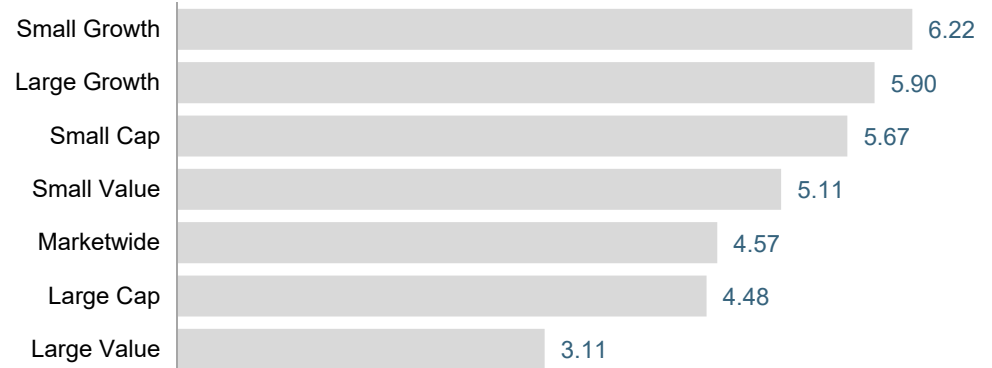 Small Growth 6.22
Large Growth 5.90
Small Cap 5.67
Small Value 5.11
Marketwide 4.57
Large Cap 4.48
Large Value 3.11